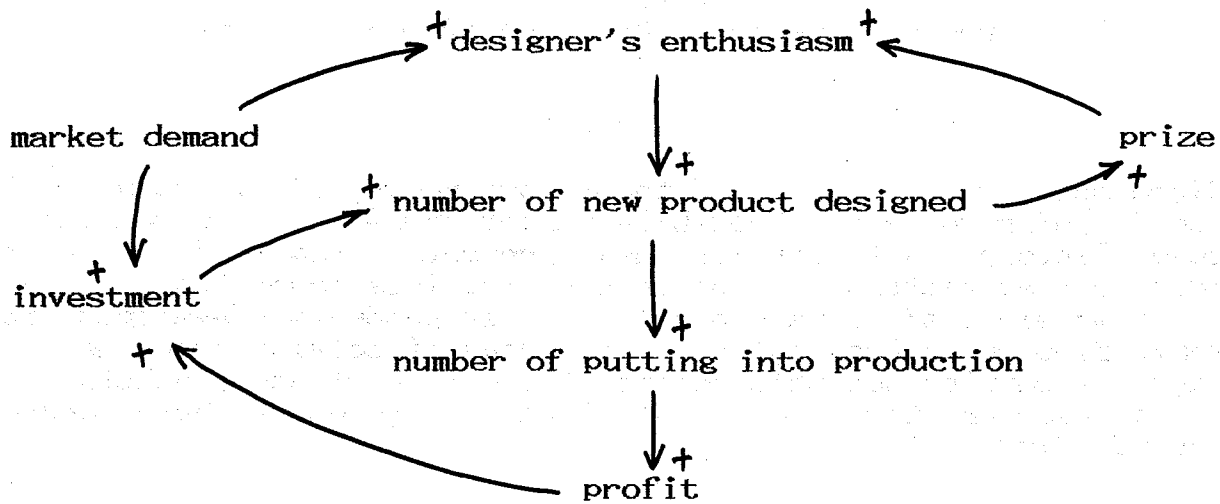 + designer's enthusiasm +
market demand
prize
+
+
+ number of new product designed
+
investment
+
+
number of putting into production
+
profit